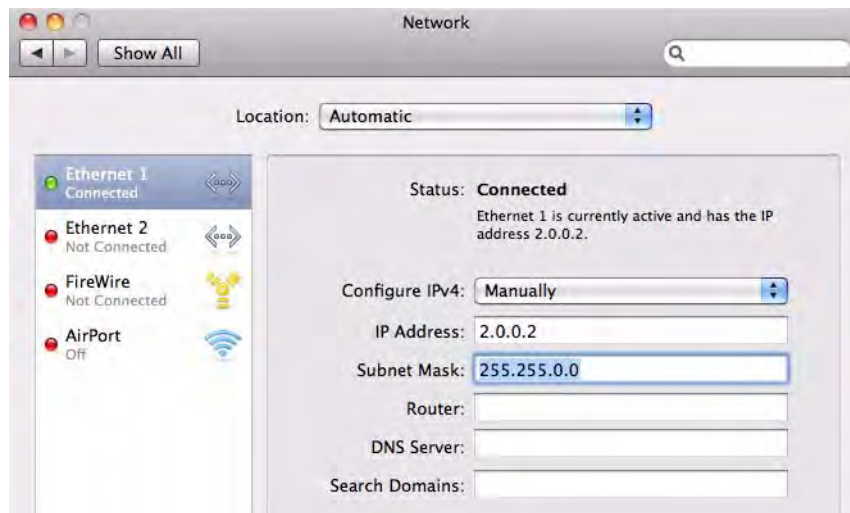 Network
Show All
Location: Automatic
Ethernet 1
Connected
Ethernet 2
Not Connected
FireWire
Not Connected
AirPort
Off
Status: Connected
Ethernet 1 is currently active and has the IP
address 2.0.0.2.
Configure IPv4: Manually
IP Address: 2.0.0.2
Subnet Mask: 255.255.0.0
Router:
DNS Server:
Search Domains: